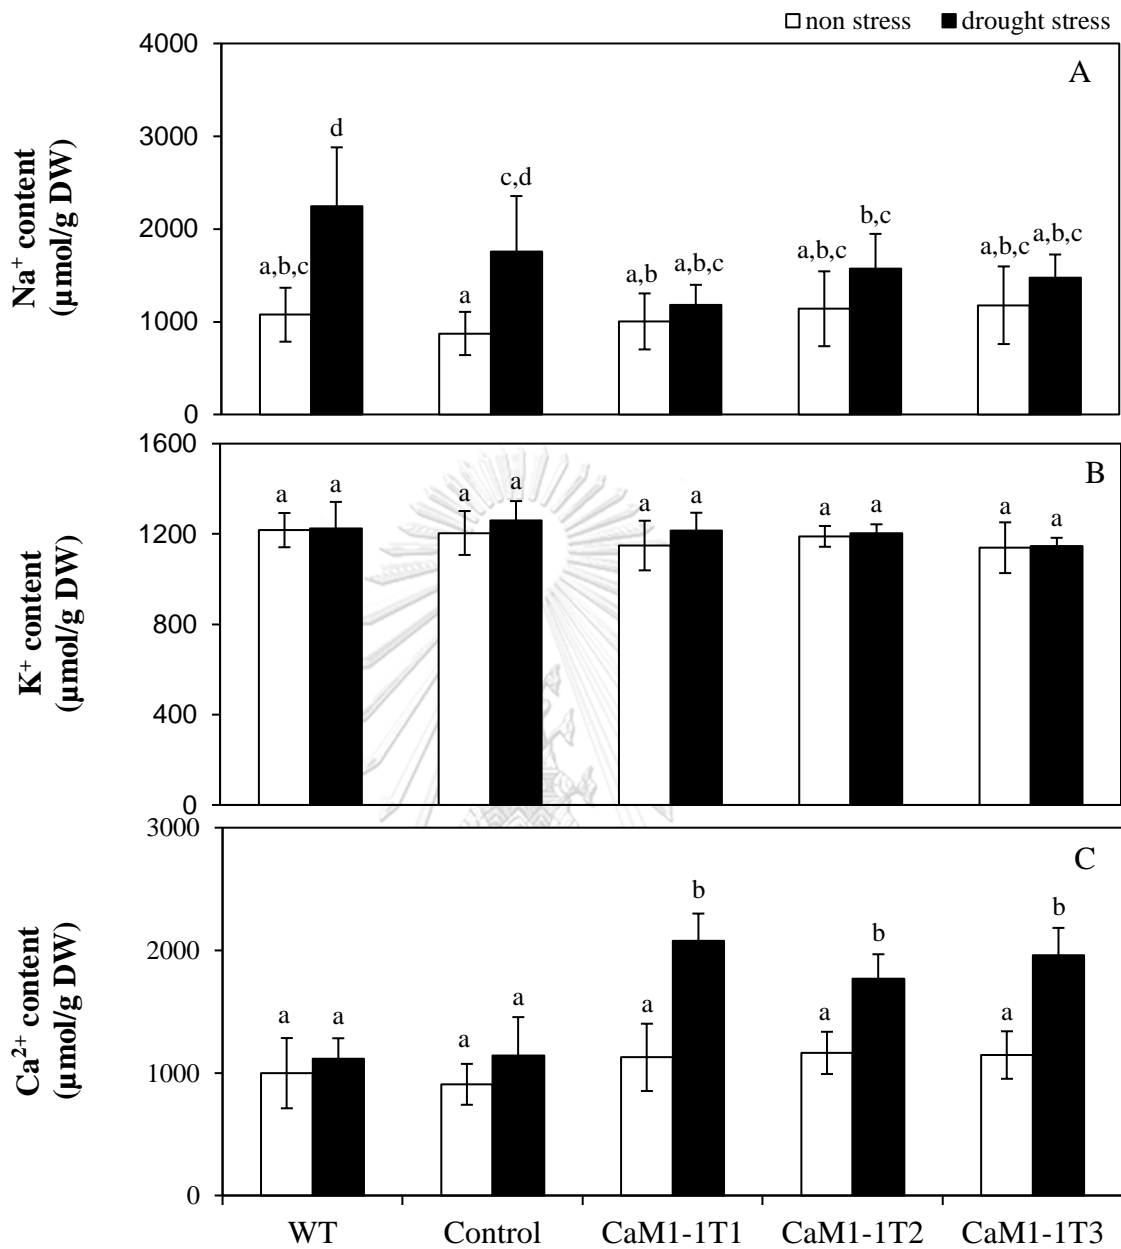 non stress drought stress
4000
3000
2000
1000
0
Na⁺ content
(µmol/g DW)
A
a,b,c d a c,d a,b a,b,c a,b,c b,c a,b,c a,b,c
1600
1200
800
400
0
K⁺ content
(µmol/g DW)
B
a a a a a a a a a a
3000
2000
1000
0
Ca²⁺ content
(µmol/g DW)
C
a a a a a b a b a b
WT Control CaM1-1T1 CaM1-1T2 CaM1-1T3